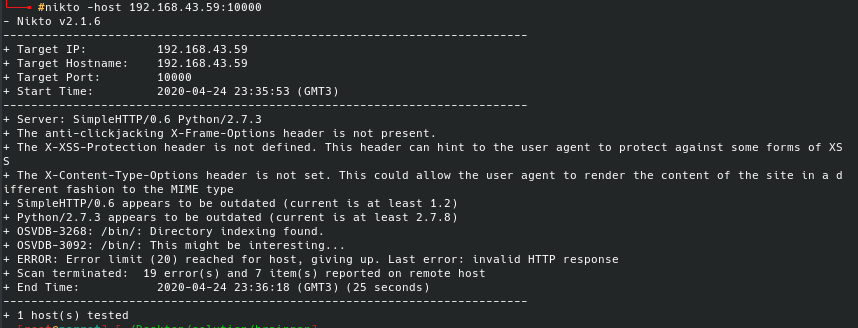 #nikto -host 192.168.43.59:10000
- Nikto v2.1.6
---------------------------------------------------------------------------
+ Target IP:          192.168.43.59
+ Target Hostname:    192.168.43.59
+ Target Port:        10000
+ Start Time:         2020-04-24 23:35:53 (GMT3)
---------------------------------------------------------------------------
+ Server: SimpleHTTP/0.6 Python/2.7.3
+ The anti-clickjacking X-Frame-Options header is not present.
+ The X-XSS-Protection header is not defined. This header can hint to the user agent to protect against some forms of XS
S
+ The X-Content-Type-Options header is not set. This could allow the user agent to render the content of the site in a d
ifferent fashion to the MIME type
+ SimpleHTTP/0.6 appears to be outdated (current is at least 1.2)
+ Python/2.7.3 appears to be outdated (current is at least 2.7.8)
+ OSVDB-3268: /bin/: Directory indexing found.
+ OSVDB-3092: /bin/: This might be interesting...
+ ERROR: Error limit (20) reached for host, giving up. Last error: invalid HTTP response
+ Scan terminated:  19 error(s) and 7 item(s) reported on remote host
+ End Time:           2020-04-24 23:36:18 (GMT3) (25 seconds)
---------------------------------------------------------------------------
+ 1 host(s) tested